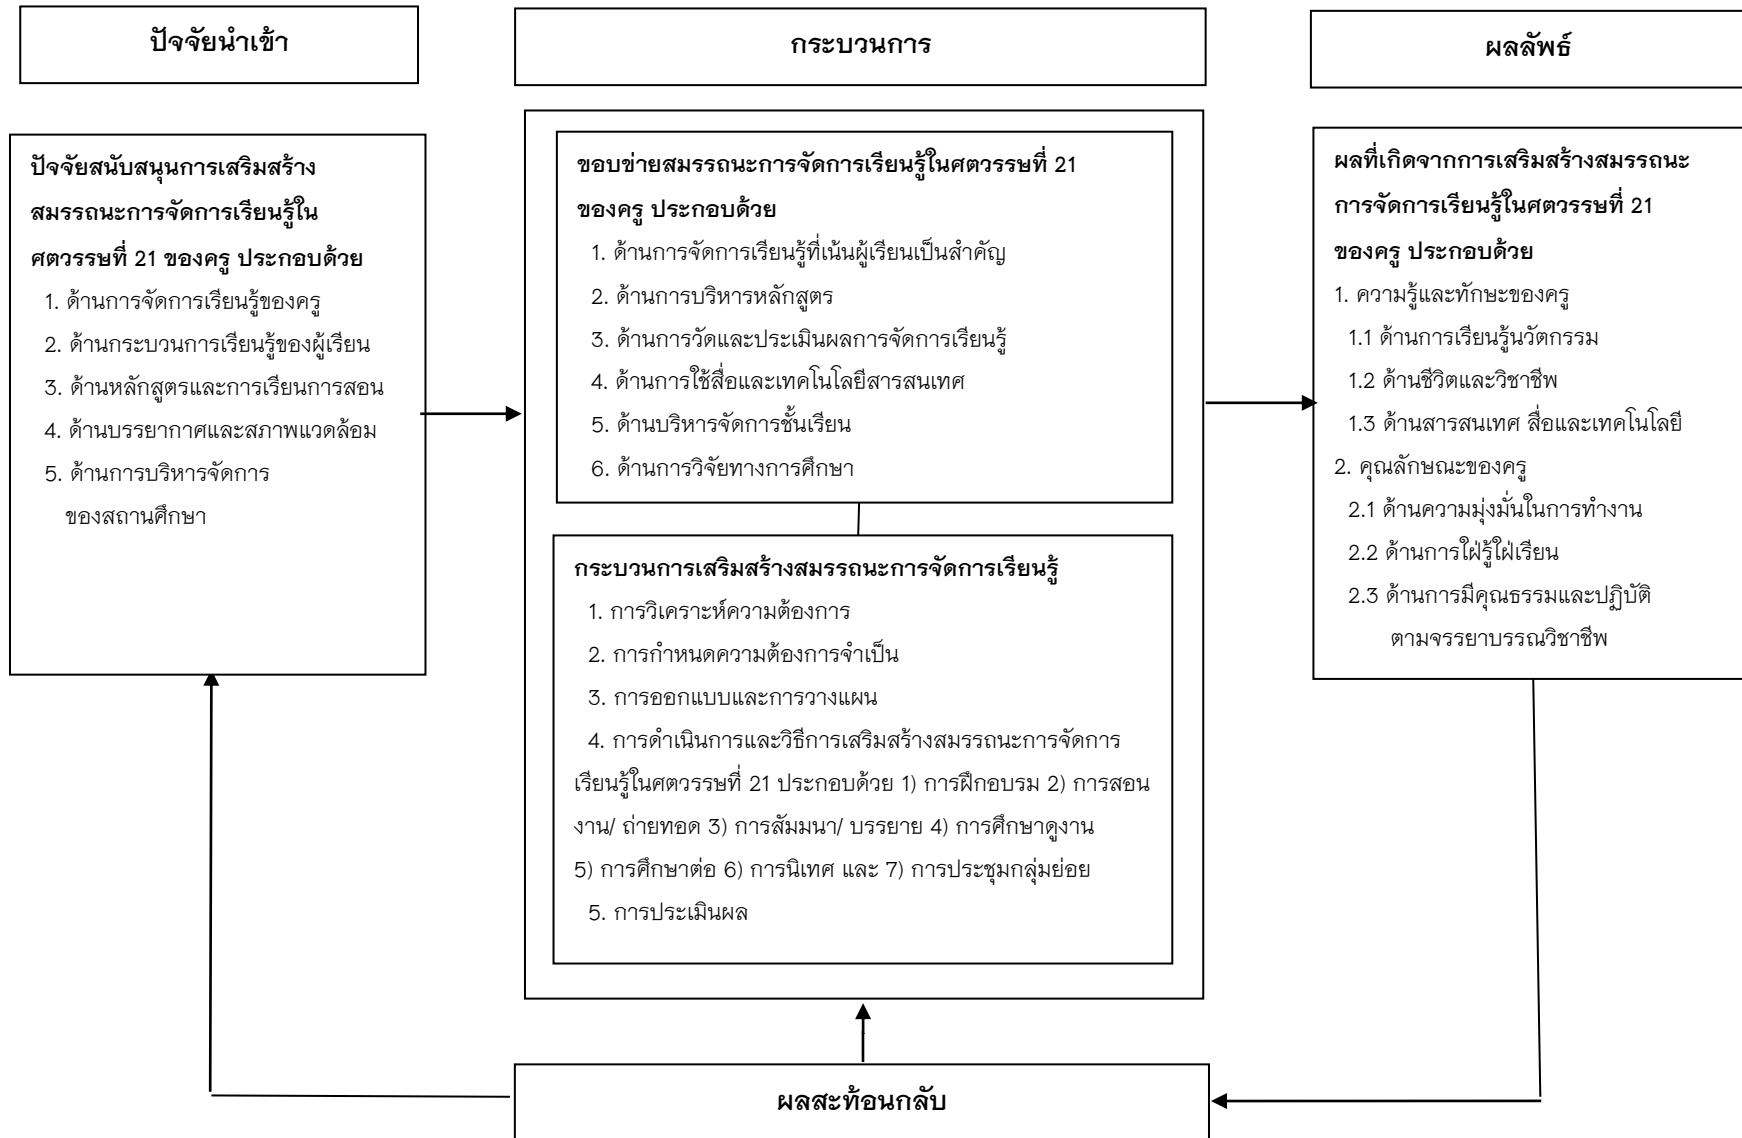 ปัจจัยนำเข้า
กระบวนการ
ผลลัพธ์
ปัจจัยสนับสนุนการเสริมสร้าง
สมรรถนะการจัดการเรียนรู้ใน
ศตวรรษที่ 21 ของครู ประกอบด้วย
1. ด้านการจัดการเรียนรู้ของครู
2. ด้านกระบวนการเรียนรู้ของผู้เรียน
3. ด้านหลักสูตรและการเรียนการสอน
4. ด้านบรรยากาศและสภาพแวดล้อม
5. ด้านการบริหารจัดการ
ของสถานศึกษา
ขอบข่ายสมรรถนะการจัดการเรียนรู้ในศตวรรษที่ 21
ของครู ประกอบด้วย
1. ด้านการจัดการเรียนรู้ที่เน้นผู้เรียนเป็นสำคัญ
2. ด้านการบริหารหลักสูตร
3. ด้านการวัดและประเมินผลการจัดการเรียนรู้
4. ด้านการใช้สื่อและเทคโนโลยีสารสนเทศ
5. ด้านบริหารจัดการชั้นเรียน
6. ด้านการวิจัยทางการศึกษา
กระบวนการเสริมสร้างสมรรถนะการจัดการเรียนรู้
1. การวิเคราะห์ความต้องการ
2. การกำหนดความต้องการจำเป็น
3. การออกแบบและการวางแผน
4. การดำเนินการและวิธีการเสริมสร้างสมรรถนะการจัดการ
เรียนรู้ในศตวรรษที่ 21 ประกอบด้วย 1) การฝึกอบรม 2) การสอน
งาน/ ถ่ายทอด 3) การสัมมนา/ บรรยาย 4) การศึกษาดูงาน
5) การศึกษาต่อ 6) การนิเทศ และ 7) การประชุมกลุ่มย่อย
5. การประเมินผล
ผลที่เกิดจากการเสริมสร้างสมรรถนะ
การจัดการเรียนรู้ในศตวรรษที่ 21
ของครู ประกอบด้วย
1. ความรู้และทักษะของครู
1.1 ด้านการเรียนรู้นวัตกรรม
1.2 ด้านชีวิตและวิชาชีพ
1.3 ด้านสารสนเทศ สื่อและเทคโนโลยี
2. คุณลักษณะของครู
2.1 ด้านความมุ่งมั่นในการทำงาน
2.2 ด้านการใฝ่รู้ใฝ่เรียน
2.3 ด้านการมีคุณธรรมและปฏิบัติ
ตามจรรยาบรรณวิชาชีพ
ผลสะท้อนกลับ